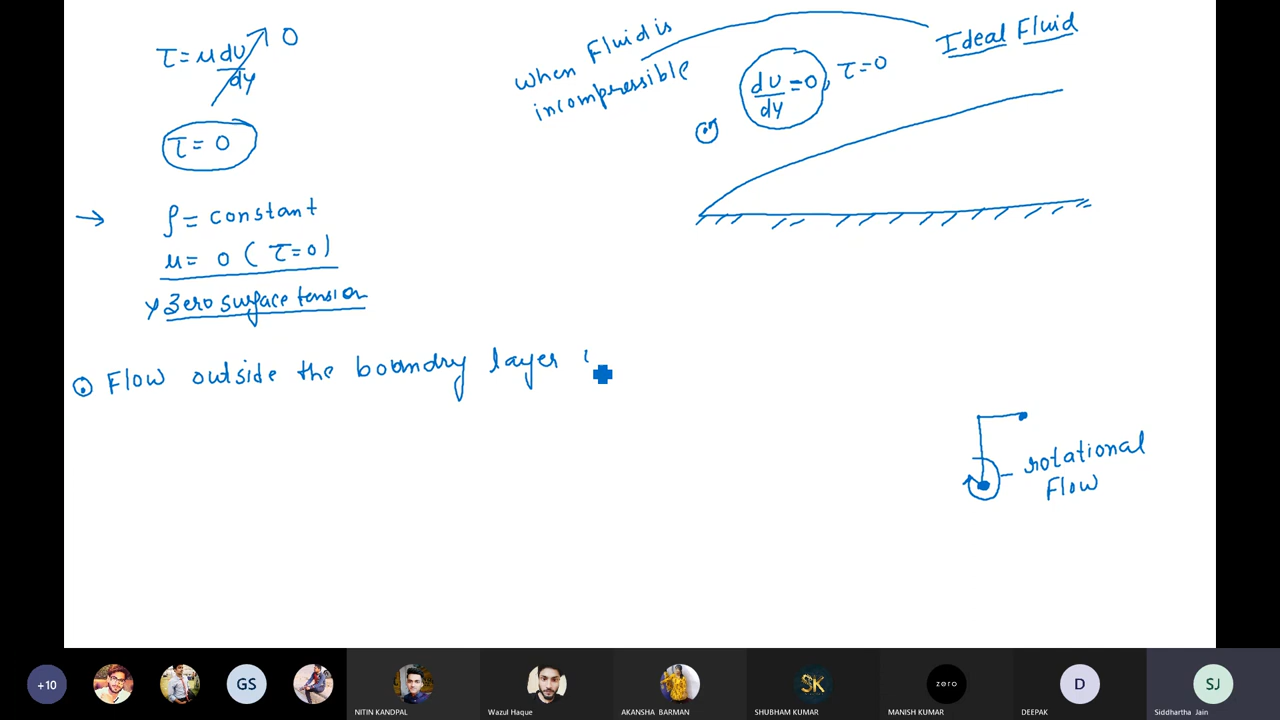 τ = μ du/dy 0
τ = 0
→ ρ = constant
μ = 0 (τ = 0)
Zero surface tension
when Fluid is
incompressible
du/dy = 0, τ = 0
Ideal Fluid
Flow outside the boundry layer
rotational
Flow
+10
GS
NITIN KANDPAL
Wazul Haque
AKANSHA BARMAN
SK
SHUBHAM KUMAR
zero
MANISH KUMAR
D
DEEPAK
SJ
Siddhartha Jain